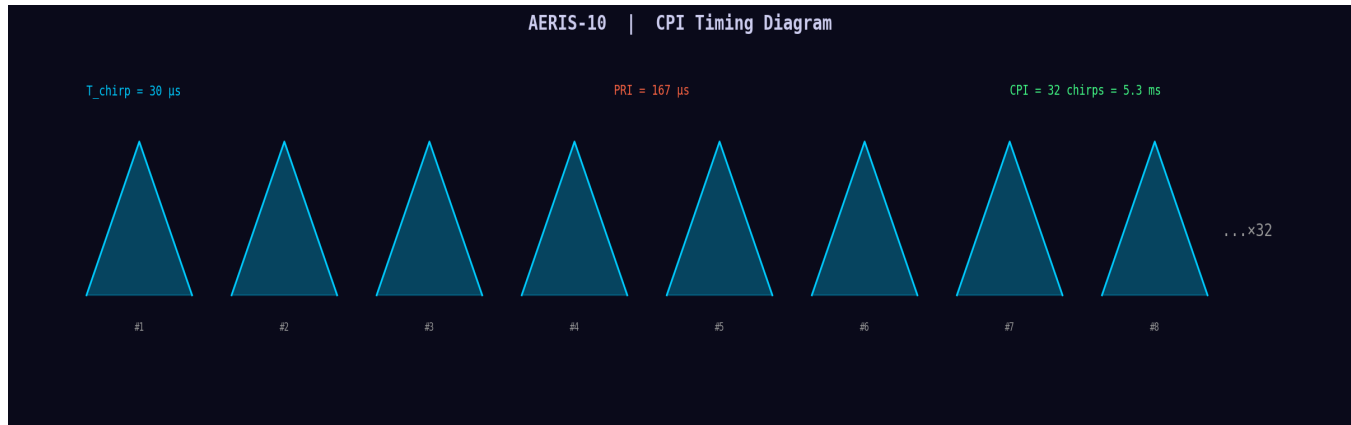 AERIS-10 | CPI Timing Diagram
T_chirp = 30 µs
PRI = 167 µs
CPI = 32 chirps = 5.3 ms
...×32
#1
#2
#3
#4
#5
#6
#7
#8